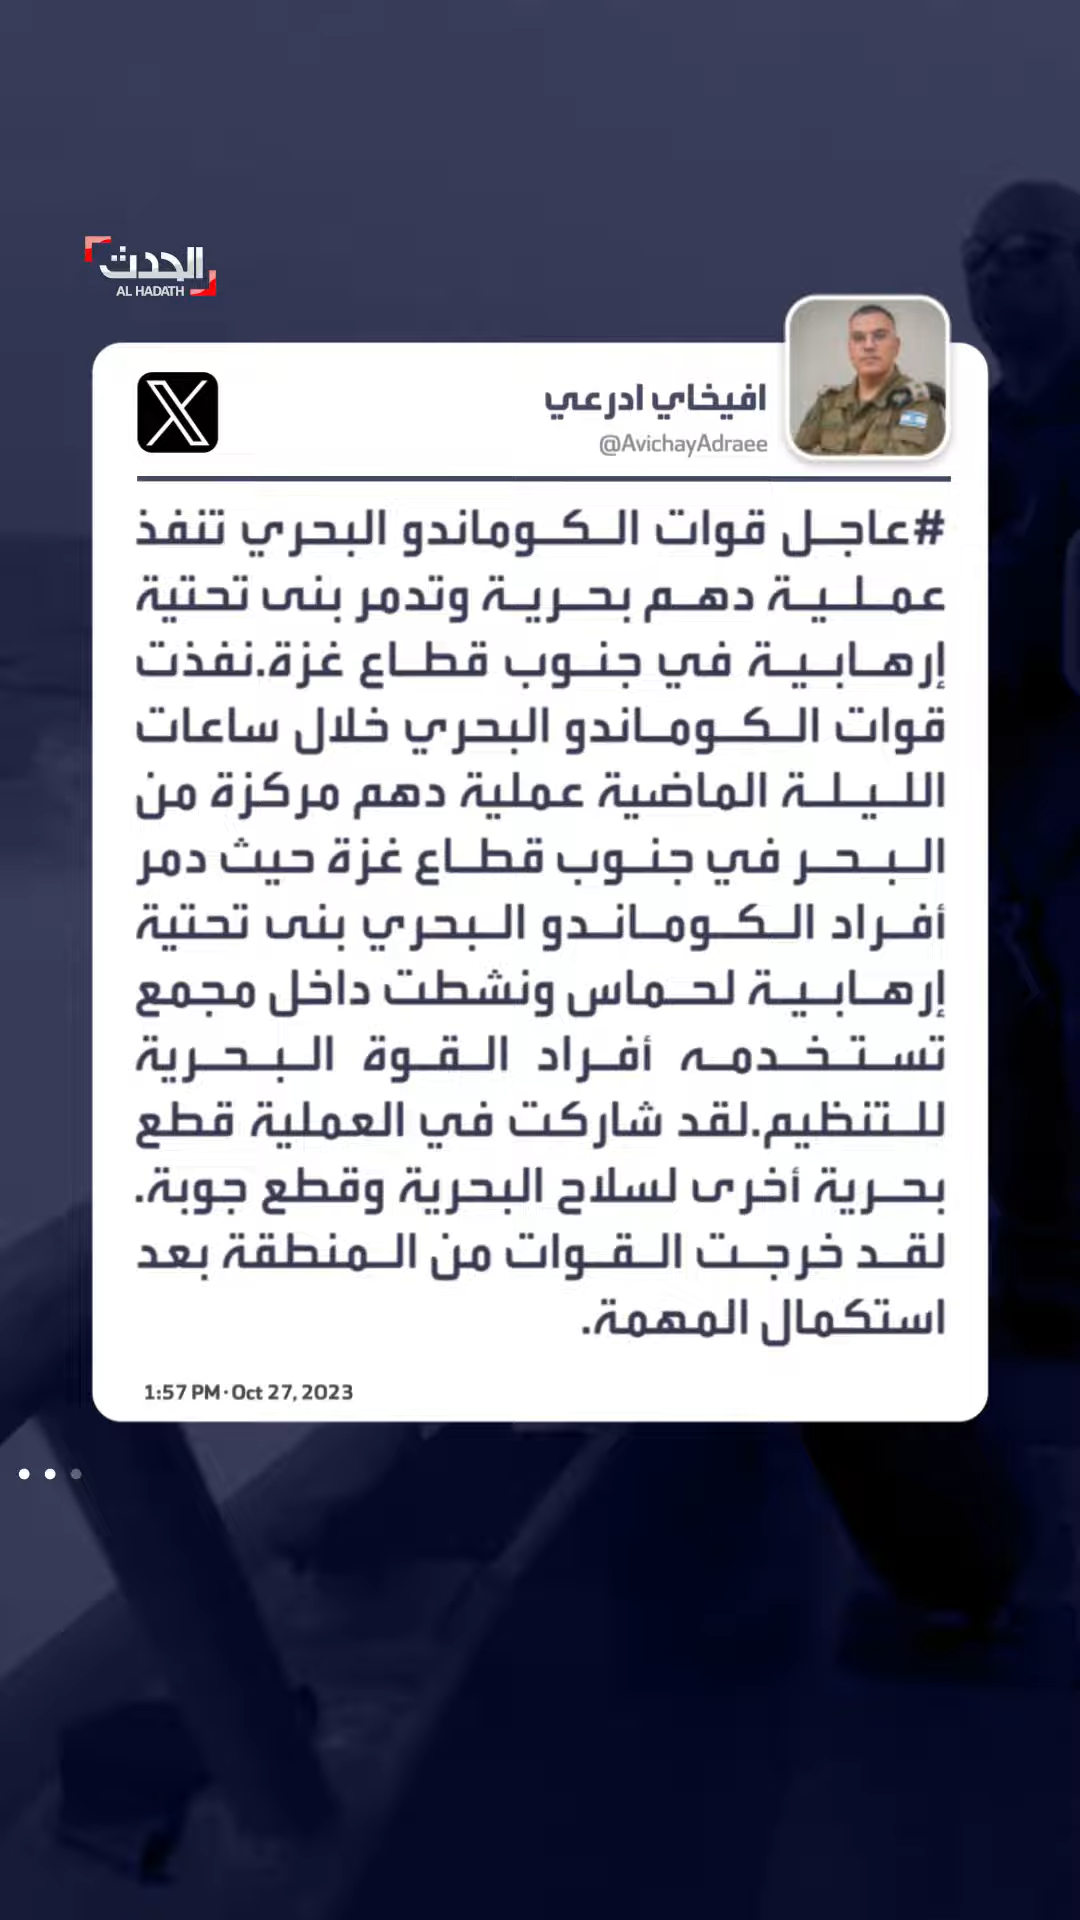 الحدث
AL HADATH
افيخاي ادرعي
@AvichayAdraee
#عاجل قوات الكوماندو البحري تنفذ
عملية دهم بحرية وتدمر بنى تحتية
إرهابية في جنوب قطاع غزة.نفذت
قوات الكوماندو البحري خلال ساعات
الليلة الماضية عملية دهم مركزة من
البحر في جنوب قطاع غزة حيث دمر
أفراد الكوماندو البحري بنى تحتية
إرهابية لحماس ونشطت داخل مجمع
تستخدمه أفراد القوة البحرية
للتنظيم.لقد شاركت في العملية قطع
بحرية أخرى لسلاح البحرية وقطع جوية.
لقد خرجت القوات من المنطقة بعد
استكمال المهمة.
1:57 PM · Oct 27, 2023